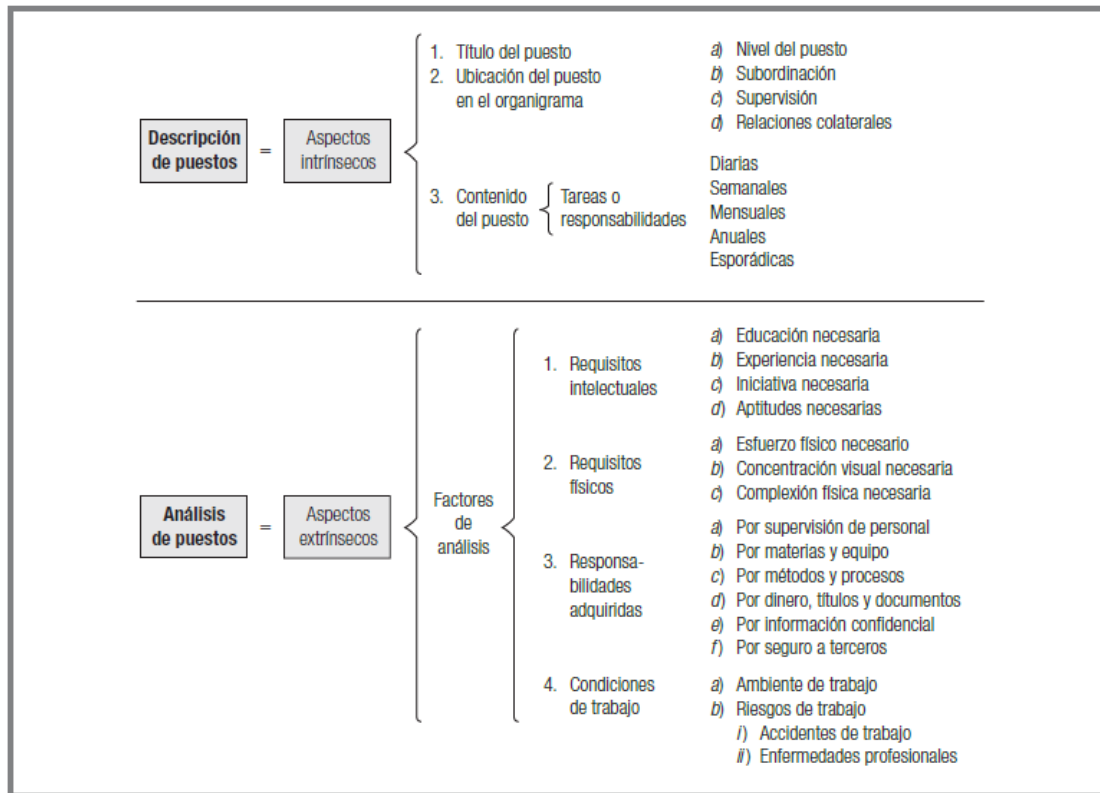 1. Título del puesto
2. Ubicación del puesto
en el organigrama
a) Nivel del puesto
b) Subordinación
c) Supervisión
d) Relaciones colaterales
Descripción
de puestos
=
Aspectos
intrínsecos
3. Contenido
del puesto
Tareas o
responsabilidades
Diarias
Semanales
Mensuales
Anuales
Esporádicas
Análisis
de puestos
=
Aspectos
extrínsecos
Factores
de
análisis
1. Requisitos
intelectuales
a) Educación necesaria
b) Experiencia necesaria
c) Iniciativa necesaria
d) Aptitudes necesarias
2. Requisitos
físicos
a) Esfuerzo físico necesario
b) Concentración visual necesaria
c) Complexión física necesaria
3. Responsa-
bilidades
adquiridas
a) Por supervisión de personal
b) Por materias y equipo
c) Por métodos y procesos
d) Por dinero, títulos y documentos
e) Por información confidencial
f) Por seguro a terceros
4. Condiciones
de trabajo
a) Ambiente de trabajo
b) Riesgos de trabajo
i) Accidentes de trabajo
ii) Enfermedades profesionales